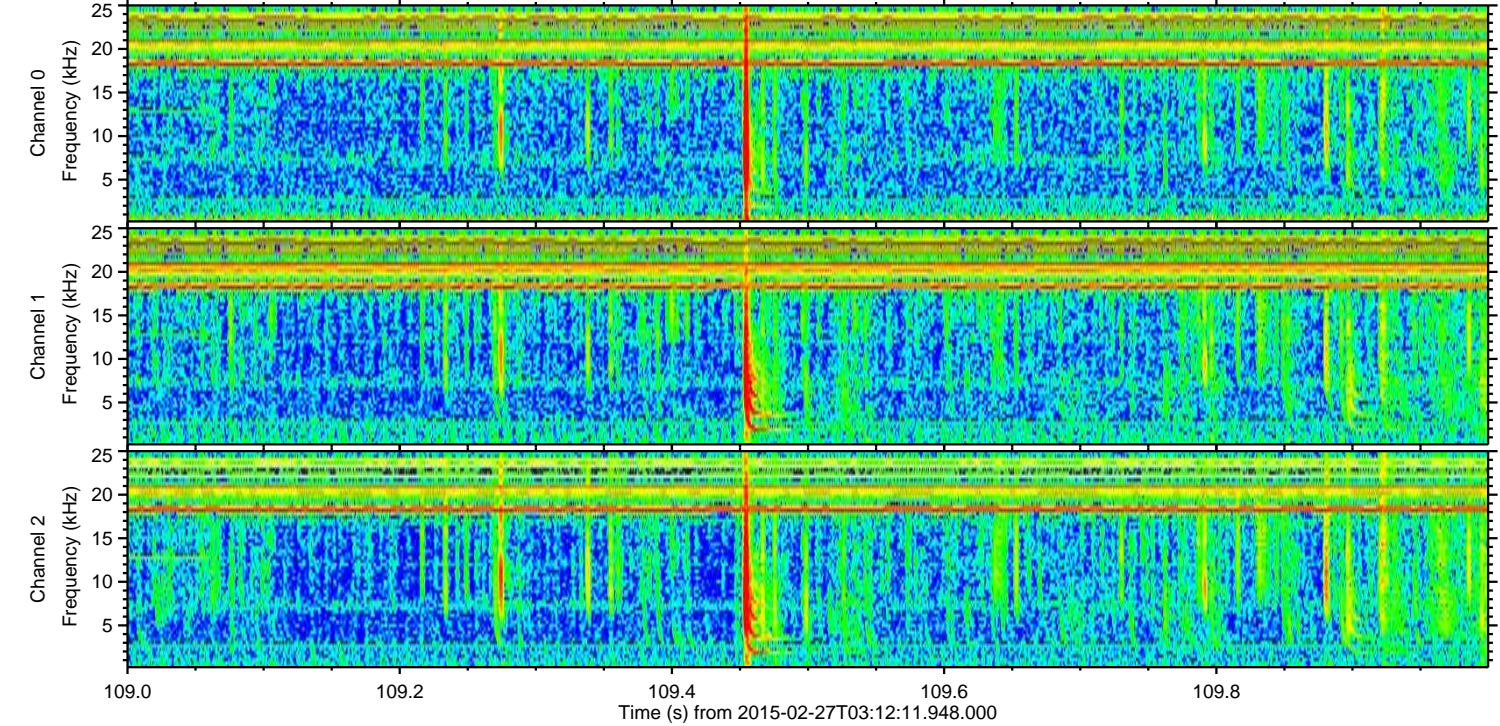 Channel 0
Frequency (kHz)
25
20
15
10
5
Channel 1
Frequency (kHz)
25
20
15
10
5
Channel 2
Frequency (kHz)
25
20
15
10
5
109.0 109.2 109.4 109.6 109.8
Time (s) from 2015-02-27T03:12:11.948.000